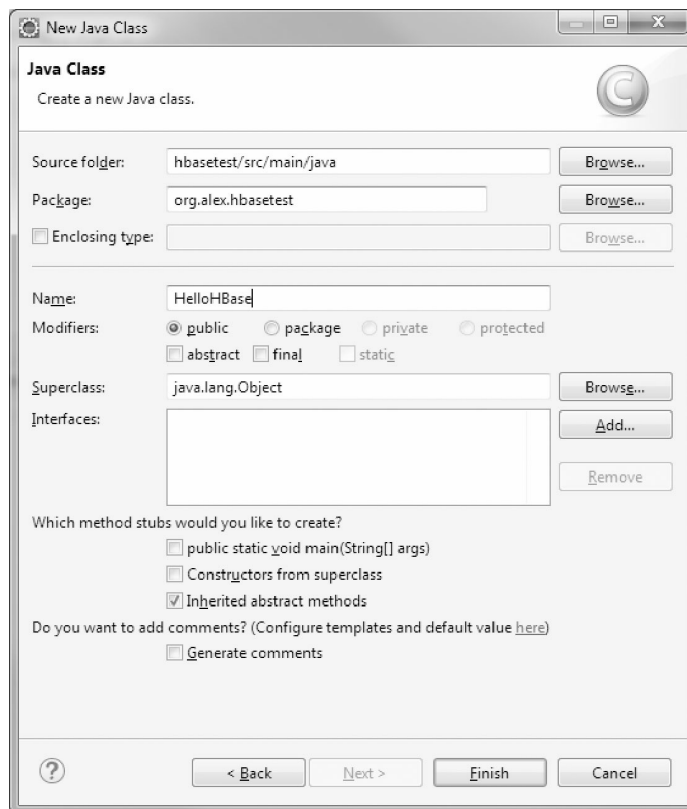 New Java Class
Java Class
Create a new Java class.
C
Source folder: hbasetest/src/main/java Browse...
Package: org.alex.hbasetest Browse...
Enclosing type: Browse...
Name: HelloHBase
Modifiers: public package private protected
abstract final static
Superclass: java.lang.Object Browse...
Interfaces: Add...
Remove
Which method stubs would you like to create?
public static void main(String[] args)
Constructors from superclass
Inherited abstract methods
Do you want to add comments? (Configure templates and default value here)
Generate comments
? < Back Next > Finish Cancel